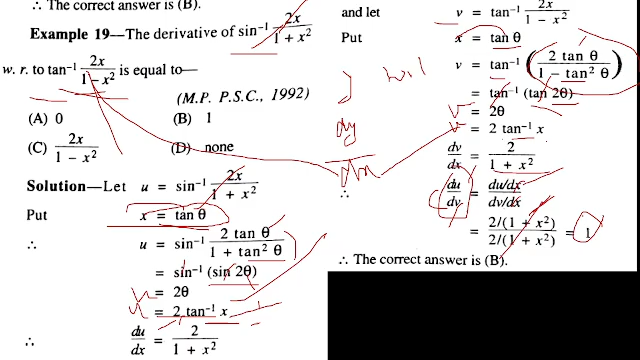 ∴ The correct answer is (B).
Example 19—The derivative of sin⁻¹ 2x/(1 + x²)
w. r. to tan⁻¹ 2x/(1 − x²) is equal to—
(M.P. P.S.C., 1992)
(A) 0 (B) 1
(C) 2x/(1 − x²) (D) none
Solution—Let u = sin⁻¹ 2x/(1 + x²)
Put x = tan θ
∴ u = sin⁻¹ (2 tan θ/(1 + tan² θ))
= sin⁻¹ (sin 2θ)
= 2θ
= 2 tan⁻¹ x
∴ du/dx = 2/(1 + x²)
and let v = tan⁻¹ 2x/(1 − x²)
Put x = tan θ
v = tan⁻¹ (2 tan θ/(1 − tan² θ))
= tan⁻¹ (tan 2θ)
v = 2θ
v = 2 tan⁻¹ x
dv/dx = 2/(1 + x²)
∴ du/dv = (du/dx)/(dv/dx)
= (2/(1 + x²))/(2/(1 + x²)) = 1
∴ The correct answer is (B).
dy
dx